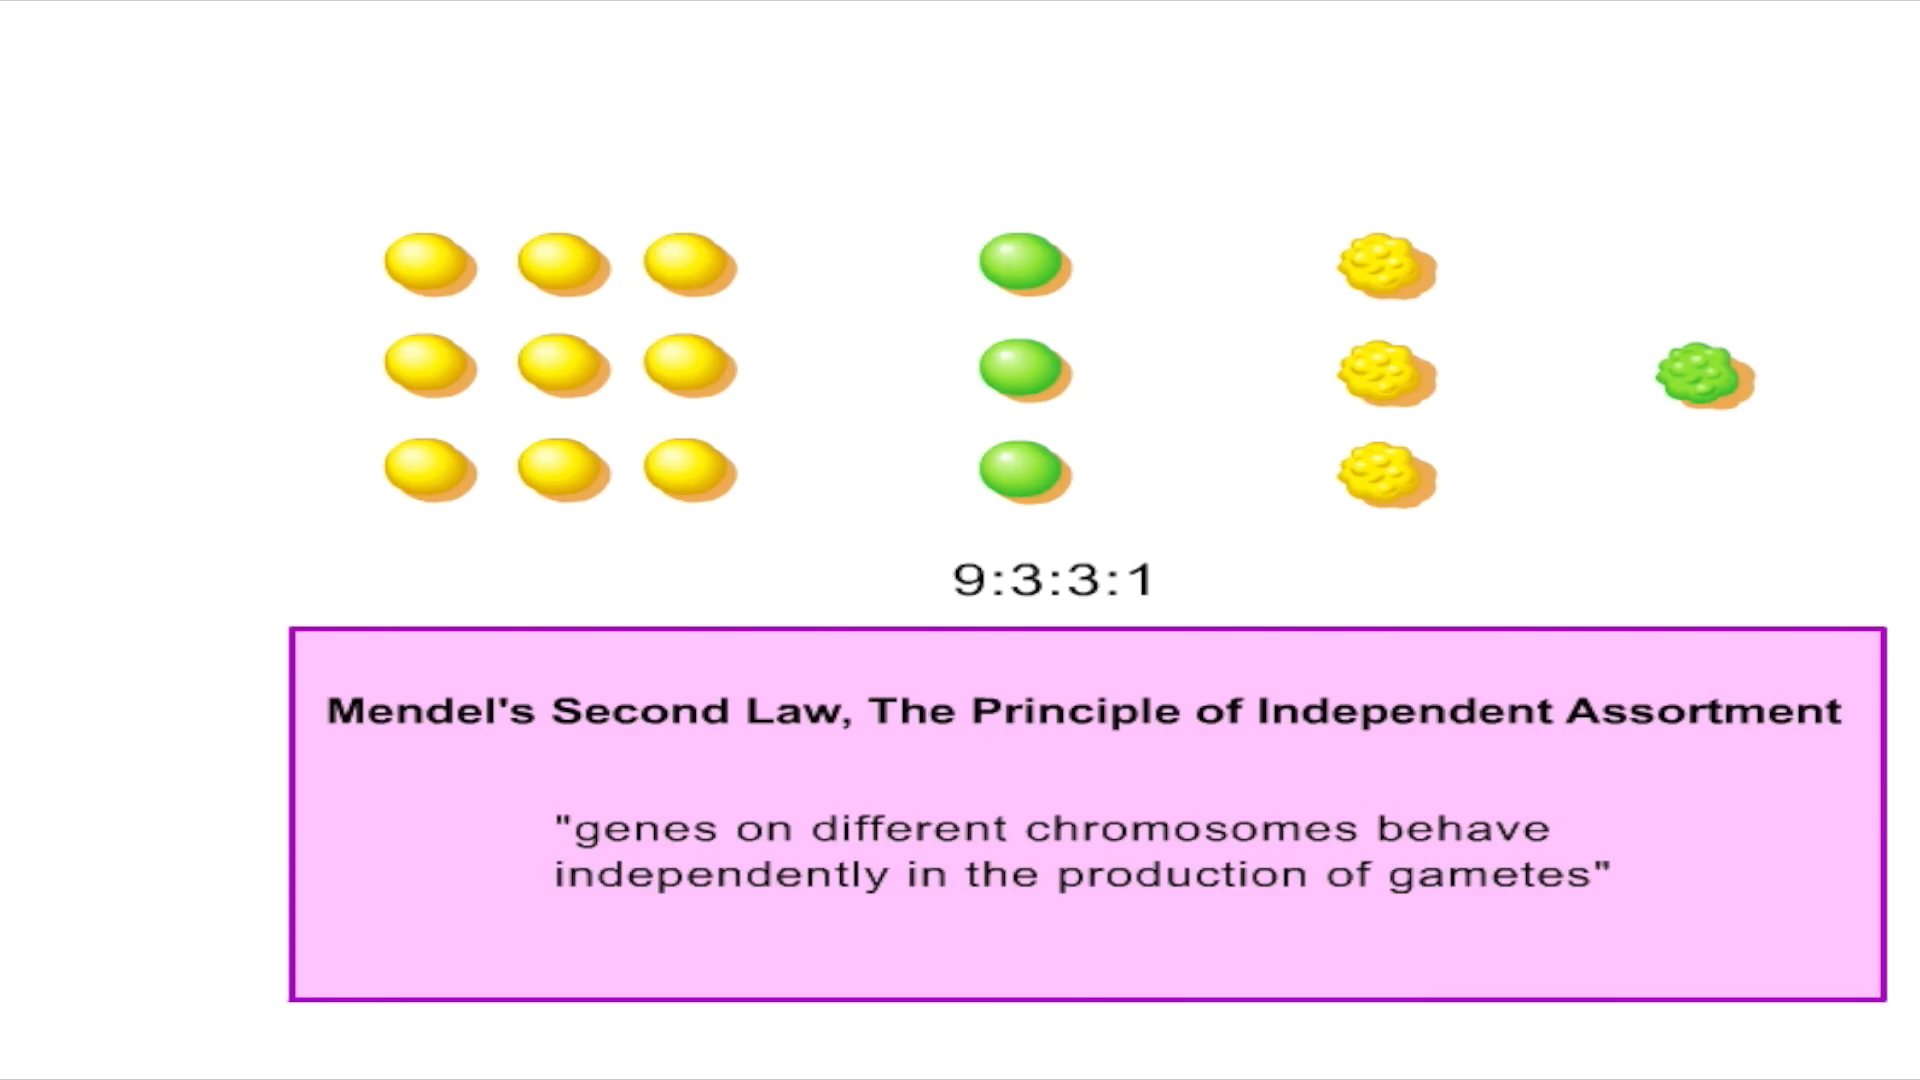 9:3:3:1
Mendel's Second Law, The Principle of Independent Assortment
"genes on different chromosomes behave
independently in the production of gametes"